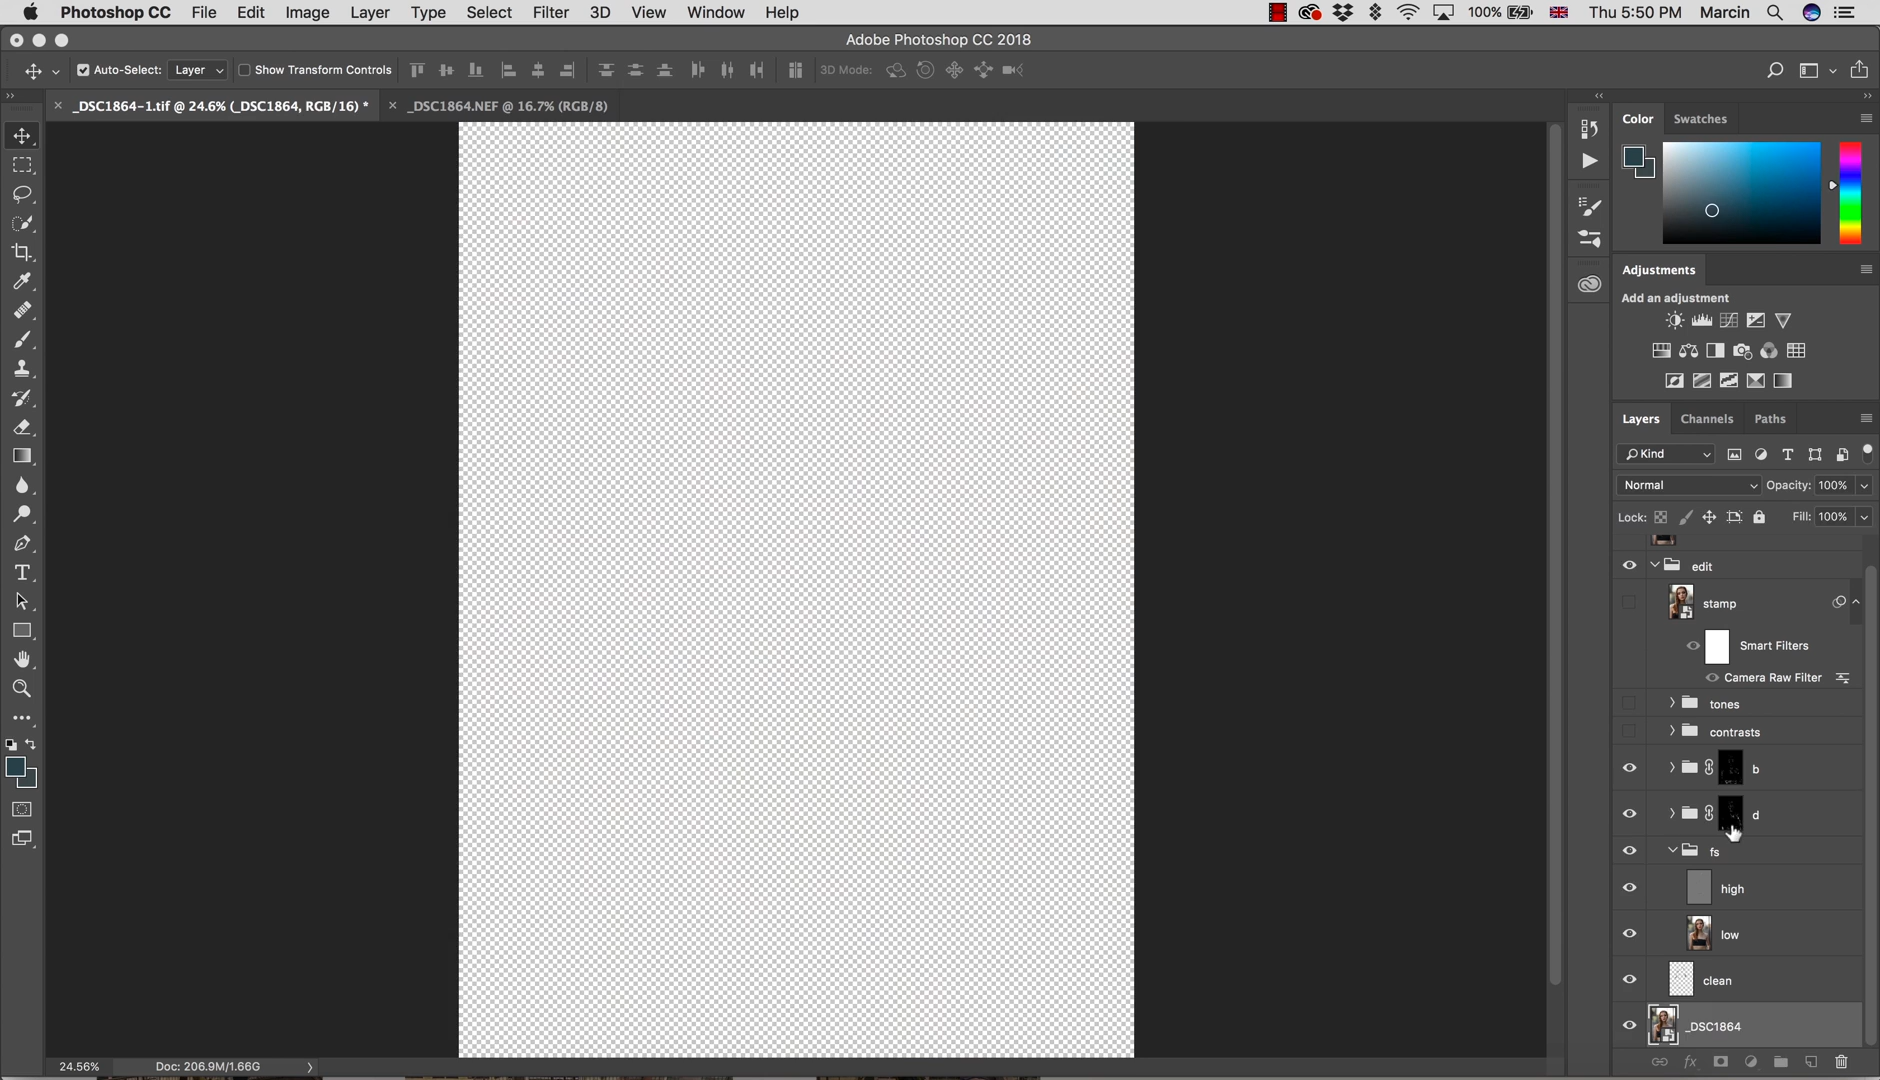 Photoshop CC File Edit Image Layer Type Select Filter 3D View Window Help 100% Thu 5:50 PM Marcin
Adobe Photoshop CC 2018
Auto-Select: Layer Show Transform Controls 3D Mode:
_DSC1864-1.tif @ 24.6% (_DSC1864, RGB/16) * _DSC1864.NEF @ 16.7% (RGB/8)
Color Swatches
Adjustments
Add an adjustment
Layers Channels Paths
Kind
Normal Opacity: 100%
Lock: Fill: 100%
edit
stamp
Smart Filters
Camera Raw Filter
tones
contrasts
b
d
fs
high
low
clean
_DSC1864
24.56% Doc: 206.9M/1.66G